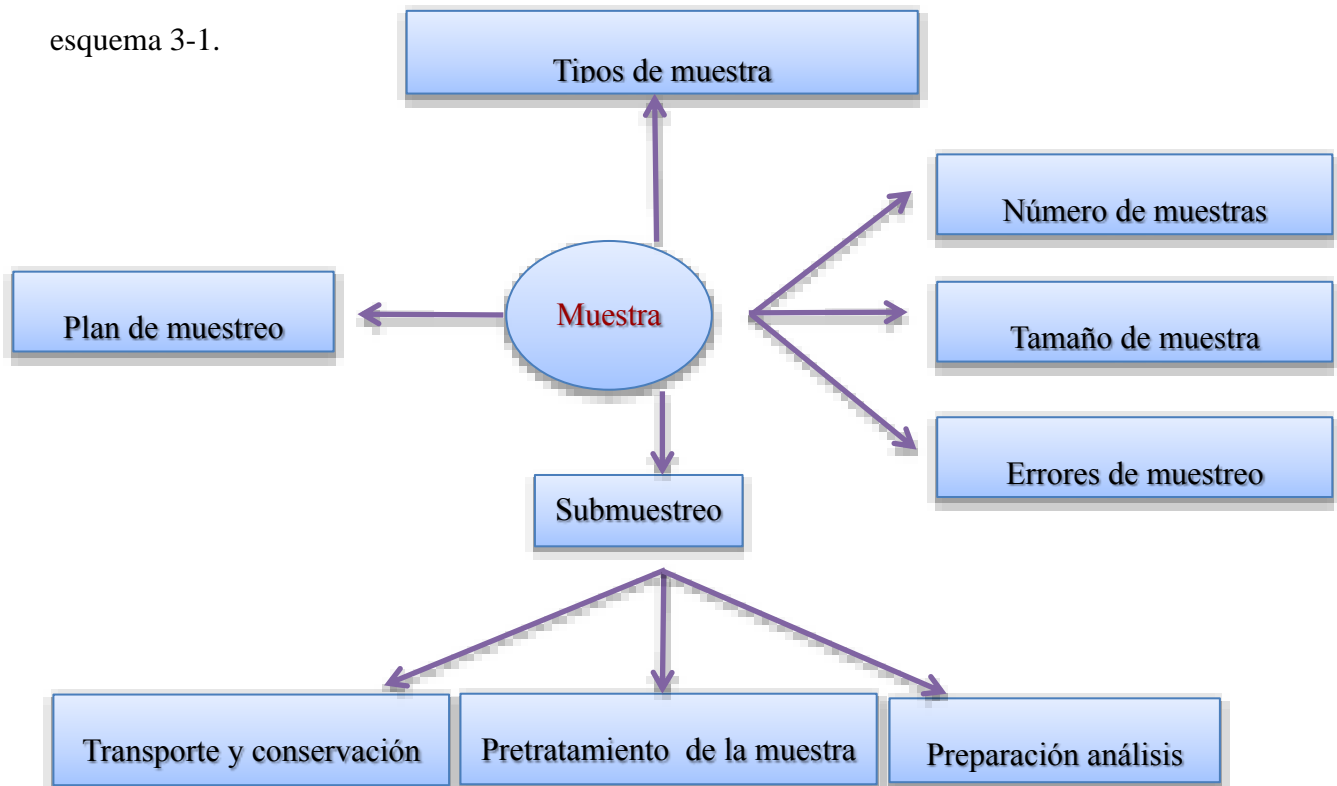 esquema 3-1.
Tipos de muestra
Número de muestras
Muestra
Plan de muestreo
Tamaño de muestra
Errores de muestreo
Submuestreo
Transporte y conservación
Pretratamiento de la muestra
Preparación análisis